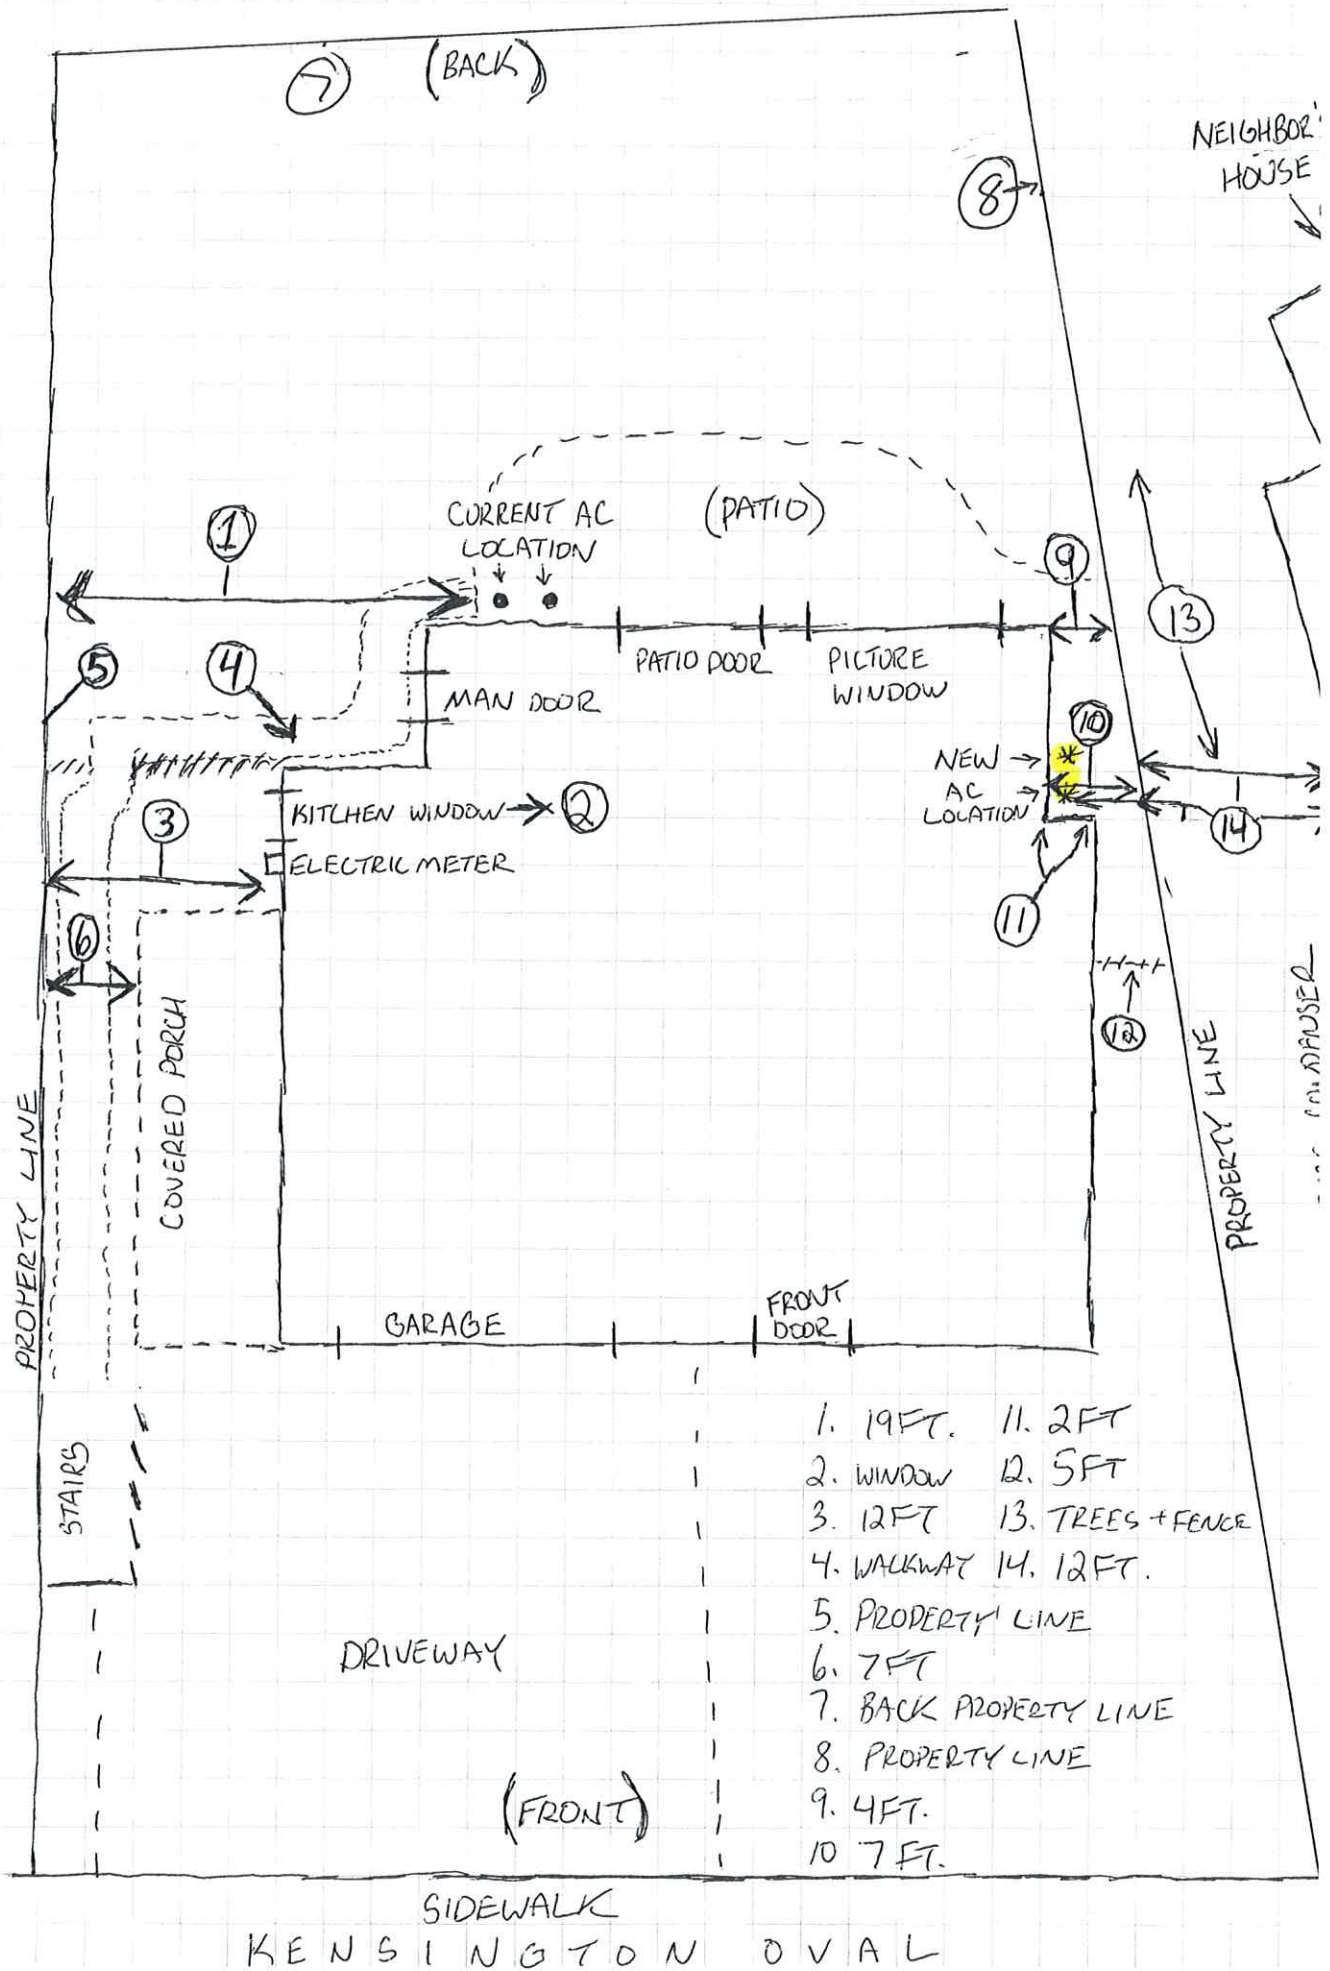 (BACK)
7
8
NEIGHBOR'
HOUSE
CURRENT AC
LOCATION
(PATIO)
1
9
13
5
4
PATIO DOOR
PICTURE
WINDOW
MAN DOOR
10
NEW
AC
LOCATION
KITCHEN WINDOW
2
3
14
ELECTRIC METER
11
6
12
COVERED PORCH
PROPERTY LINE
PROPERTY LINE
GARAGE
FRONT
DOOR
STAIRS
1. 19FT. 11. 2FT
2. WINDOW 12. 5FT
3. 12FT 13. TREES + FENCE
4. WALKWAY 14. 12FT.
5. PROPERTY LINE
6. 7FT
7. BACK PROPERTY LINE
8. PROPERTY LINE
9. 4FT.
10 7 FT.
DRIVEWAY
(FRONT)
SIDEWALK
KENSINGTON OVAL